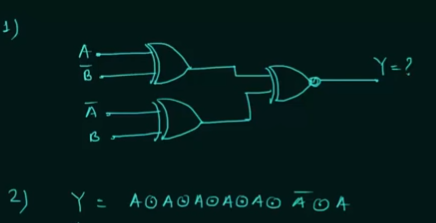 1)
A
B̅
Y=?
A̅
B
2) Y = A⊙A⊙A⊙A⊙A⊙ A̅ ⊙ A